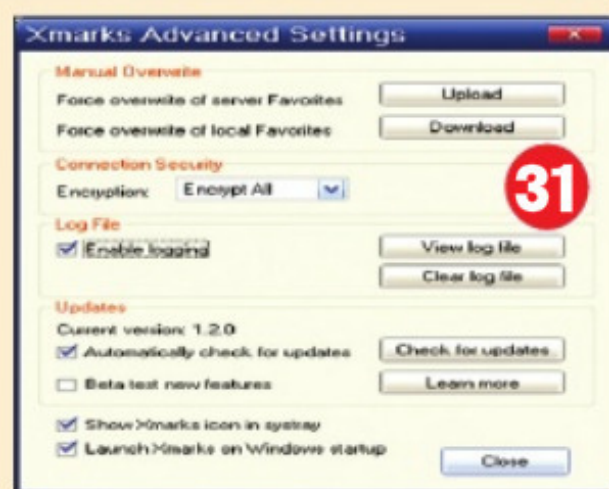 Xmarks Advanced Settings
Manual Overwrite
Force overwrite of server Favorites
Upload
Force overwrite of local Favorites
Download
Connection Security
Encryption:
Encrypt All
31
Log File
Enable logging
View log file
Clear log file
Updates
Current version: 1.2.0
Automatically check for updates
Check for updates
Beta test new features
Learn more
Show Xmarks icon in systray
Launch Xmarks on Windows startup
Close